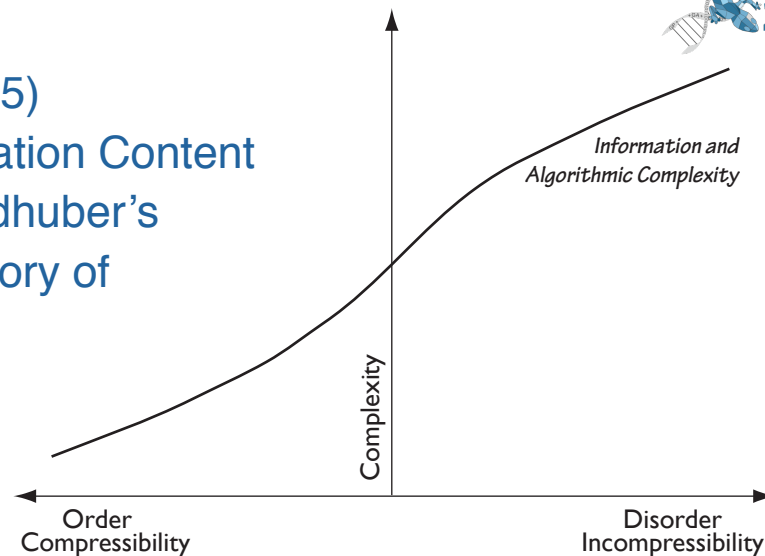 5)
ation Content
dhuber's
ory of
Information and
Algorithmic Complexity
Complexity
Order
Compressibility
Disorder
Incompressibility